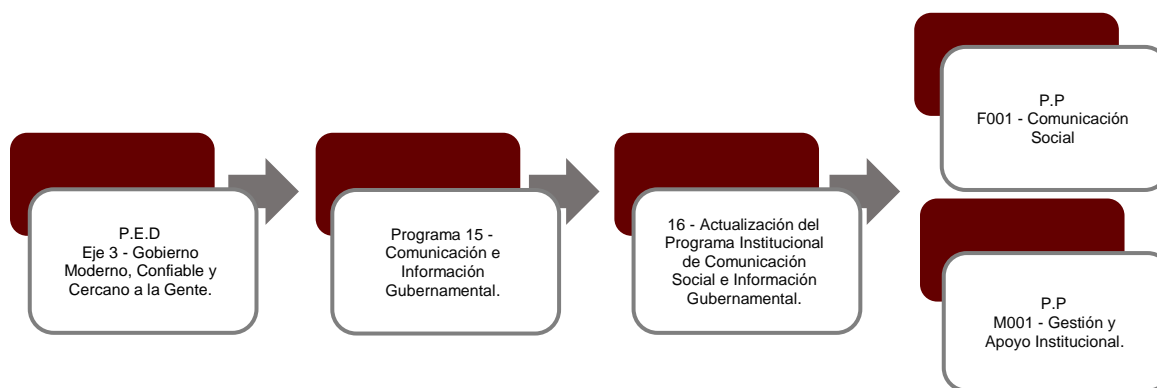 P.E.D
Eje 3 - Gobierno
Moderno, Confiable y
Cercano a la Gente.
Programa 15 -
Comunicación e
Información
Gubernamental.
16 - Actualización del
Programa Institucional
de Comunicación
Social e Información
Gubernamental.
P.P
F001 - Comunicación
Social
P.P
M001 - Gestión y
Apoyo Institucional.